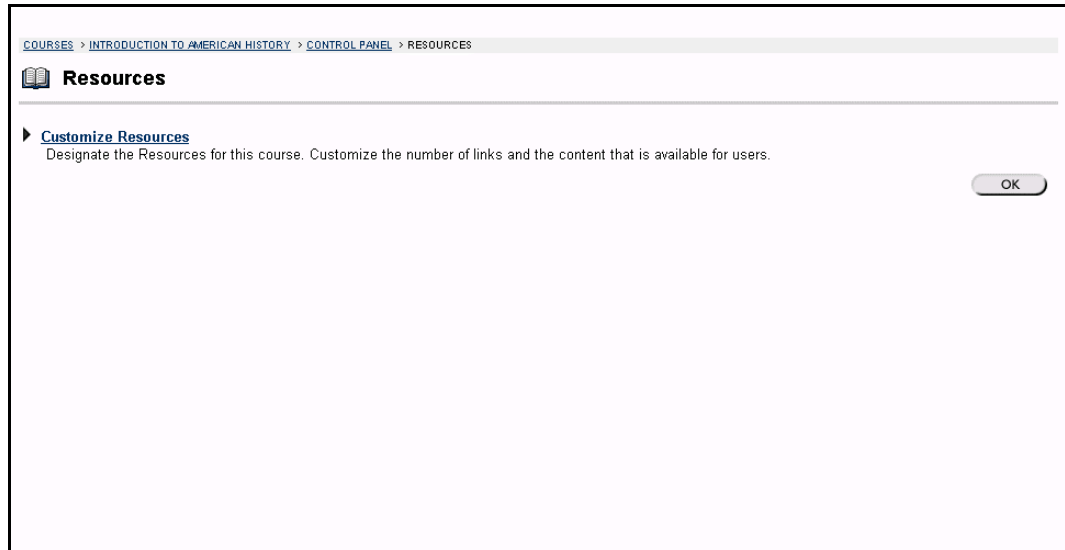 COURSES > INTRODUCTION TO AMERICAN HISTORY > CONTROL PANEL > RESOURCES
Resources
Customize Resources
Designate the Resources for this course. Customize the number of links and the content that is available for users.
OK